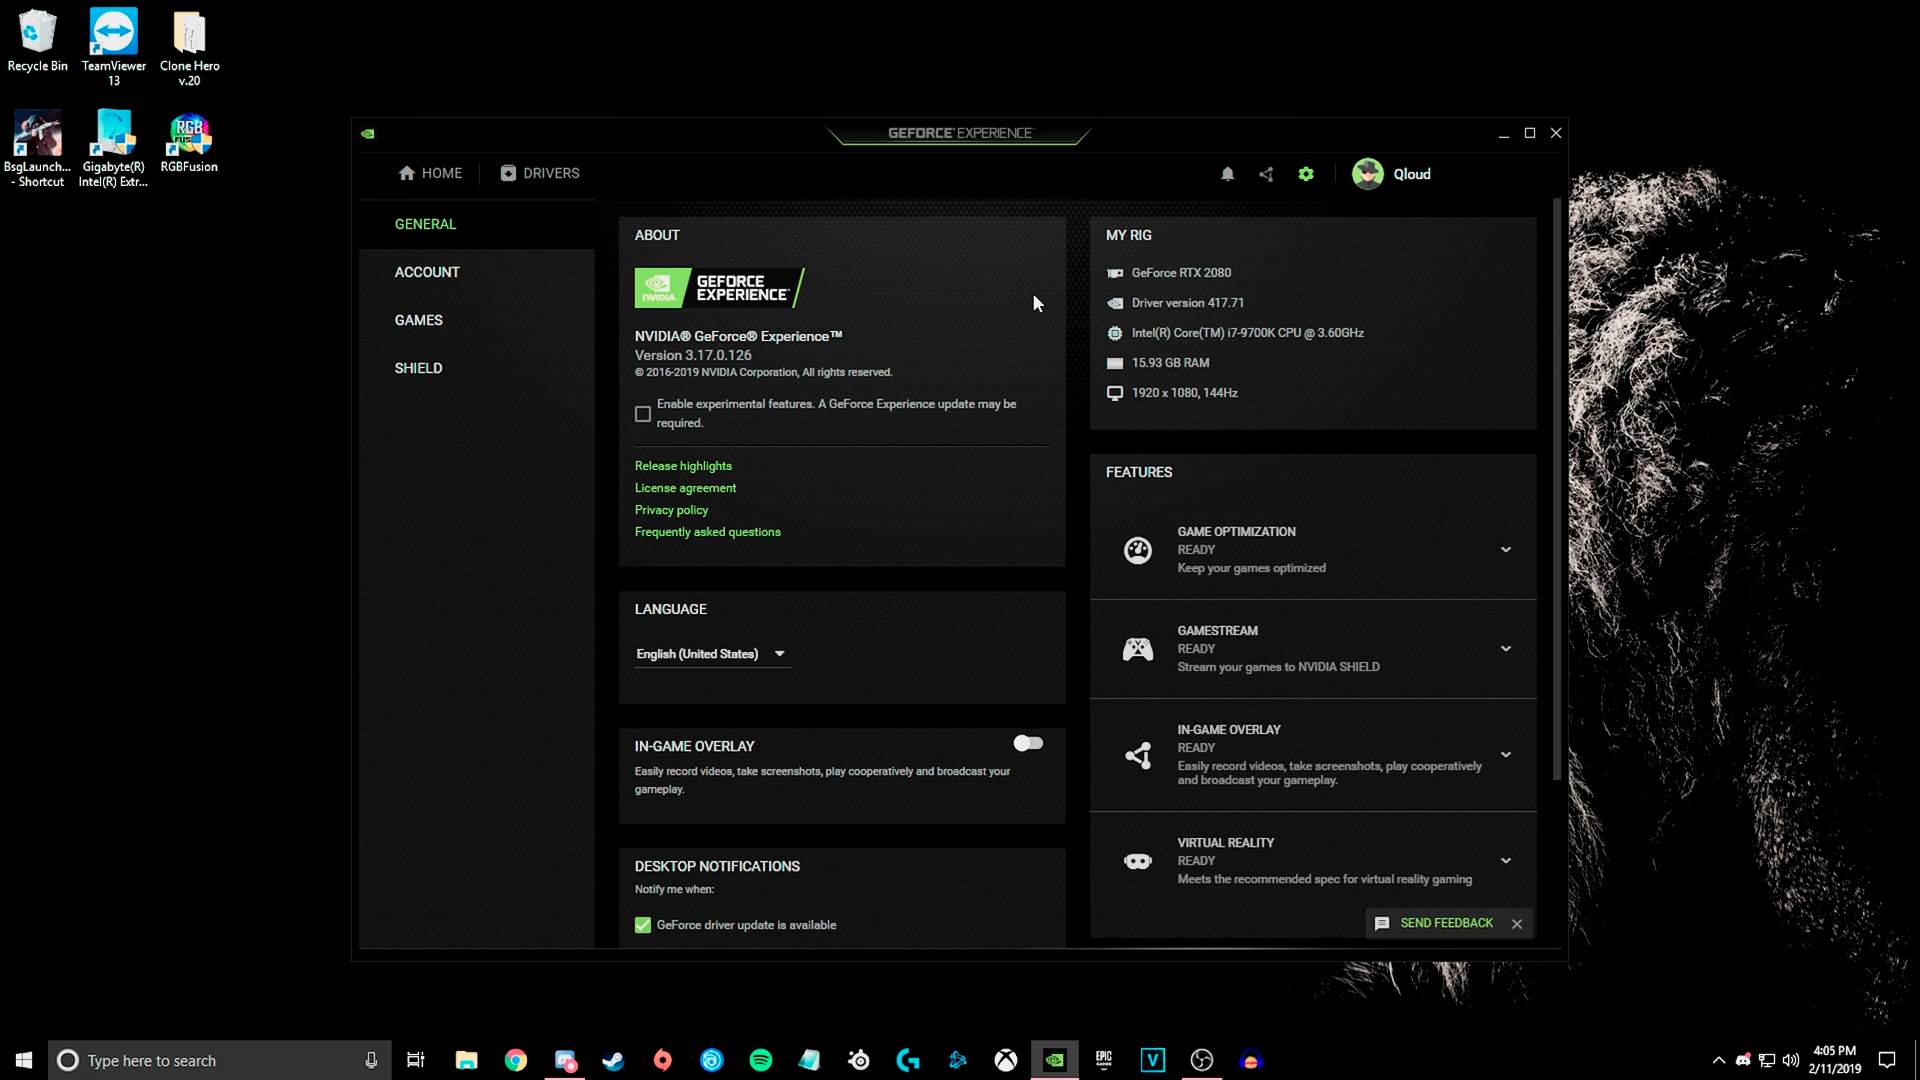 Recycle Bin
TeamViewer
13
Clone Hero
v.20
BsgLaunch...
- Shortcut
Gigabyte(R)
Intel(R) Extr...
RGB
RGBFusion
GEFORCE EXPERIENCE
HOME
DRIVERS
Qloud
GENERAL
ACCOUNT
GAMES
SHIELD
ABOUT
NVIDIA
GEFORCE
EXPERIENCE
NVIDIA® GeForce® Experience™
Version 3.17.0.126
© 2016-2019 NVIDIA Corporation, All rights reserved.
Enable experimental features. A GeForce Experience update may be
required.
Release highlights
License agreement
Privacy policy
Frequently asked questions
LANGUAGE
English (United States)
IN-GAME OVERLAY
Easily record videos, take screenshots, play cooperatively and broadcast your
gameplay.
DESKTOP NOTIFICATIONS
Notify me when:
GeForce driver update is available
MY RIG
GeForce RTX 2080
Driver version 417.71
Intel(R) Core(TM) i7-9700K CPU @ 3.60GHz
15.93 GB RAM
1920 x 1080, 144Hz
FEATURES
GAME OPTIMIZATION
READY
Keep your games optimized
GAMESTREAM
READY
Stream your games to NVIDIA SHIELD
IN-GAME OVERLAY
READY
Easily record videos, take screenshots, play cooperatively
and broadcast your gameplay.
VIRTUAL REALITY
READY
Meets the recommended spec for virtual reality gaming
SEND FEEDBACK
Type here to search
EPIC
V
4:05 PM
2/11/2019